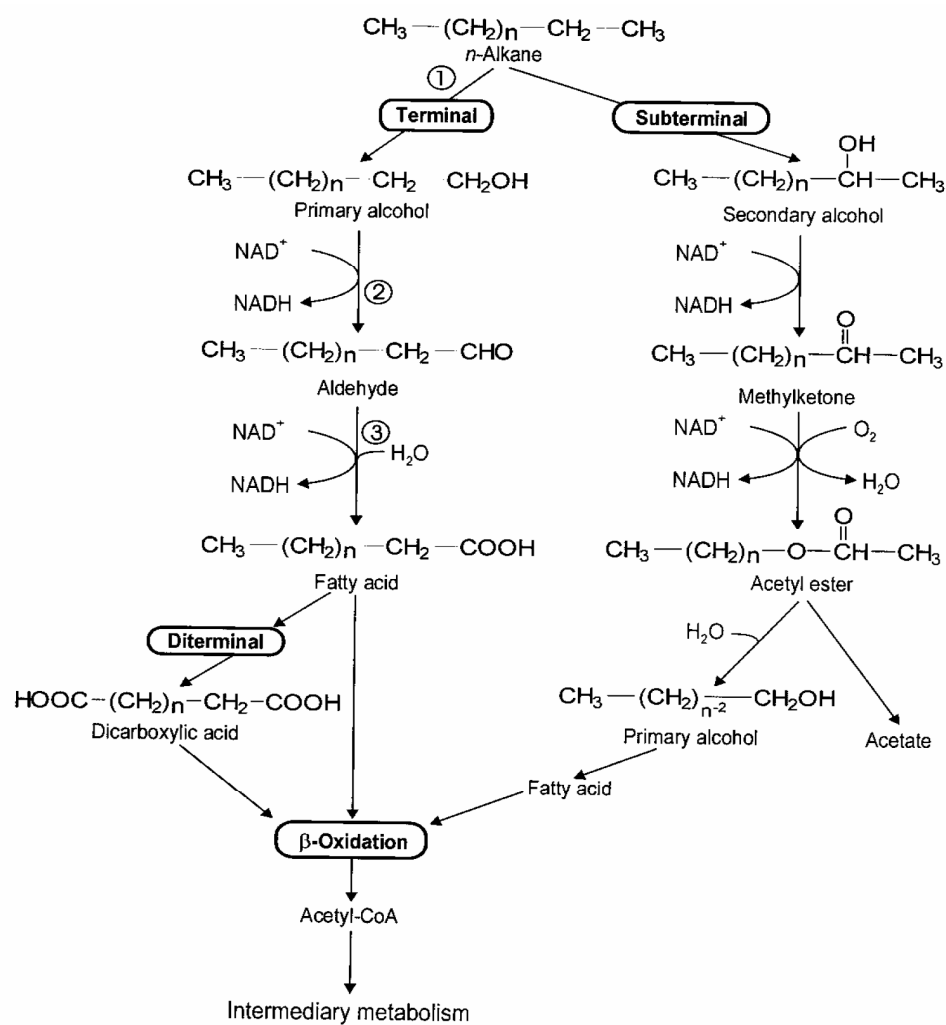 CH₃—(CH₂)n—CH₂—CH₃
n-Alkane
①
Terminal
Subterminal
OH
CH₃—(CH₂)n—CH₂ CH₂OH
CH₃—(CH₂)n—CH—CH₃
Primary alcohol
Secondary alcohol
NAD⁺
NAD⁺
NADH
②
NADH
O
CH₃—(CH₂)n—CH₂—CHO
CH₃—(CH₂)n—CH—CH₃
Aldehyde
Methylketone
NAD⁺
③
H₂O
NAD⁺
O₂
NADH
NADH
H₂O
O
CH₃—(CH₂)n—CH₂—COOH
CH₃—(CH₂)n—O—CH—CH₃
Fatty acid
Acetyl ester
Diterminal
H₂O
HOOC—(CH₂)n—CH₂—COOH
CH₃—(CH₂)n-2—CH₂OH
Dicarboxylic acid
Primary alcohol
Acetate
Fatty acid
β-Oxidation
Acetyl-CoA
Intermediary metabolism